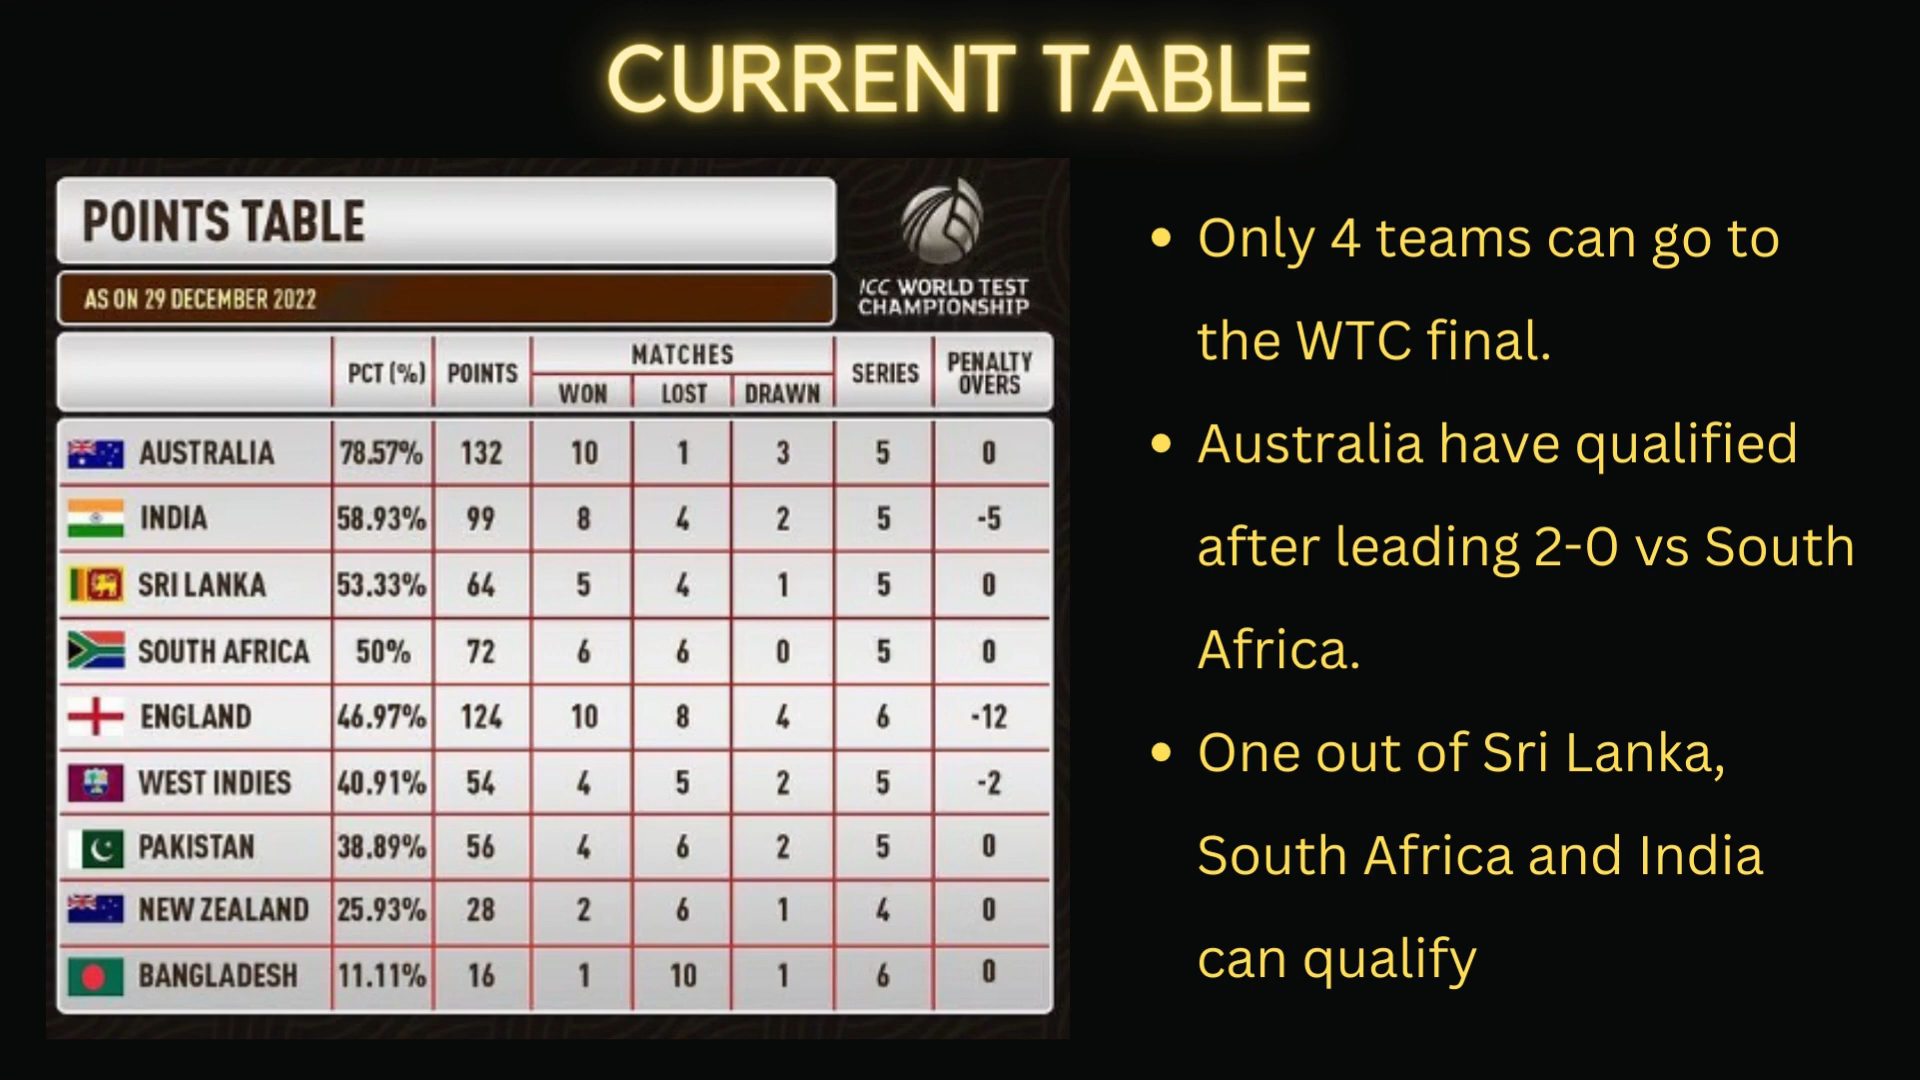 CURRENT TABLE
POINTS TABLE
AS ON 29 DECEMBER 2022
ICC WORLD TEST
CHAMPIONSHIP
PCT (%) POINTS MATCHES SERIES PENALTY OVERS
WON LOST DRAWN
AUSTRALIA 78.57% 132 10 1 3 5 0
INDIA 58.93% 99 8 4 2 5 -5
SRI LANKA 53.33% 64 5 4 1 5 0
SOUTH AFRICA 50% 72 6 6 0 5 0
ENGLAND 46.97% 124 10 8 4 6 -12
WEST INDIES 40.91% 54 4 5 2 5 -2
PAKISTAN 38.89% 56 4 6 2 5 0
NEW ZEALAND 25.93% 28 2 6 1 4 0
BANGLADESH 11.11% 16 1 10 1 6 0
• Only 4 teams can go to
the WTC final.
• Australia have qualified
after leading 2-0 vs South
Africa.
• One out of Sri Lanka,
South Africa and India
can qualify